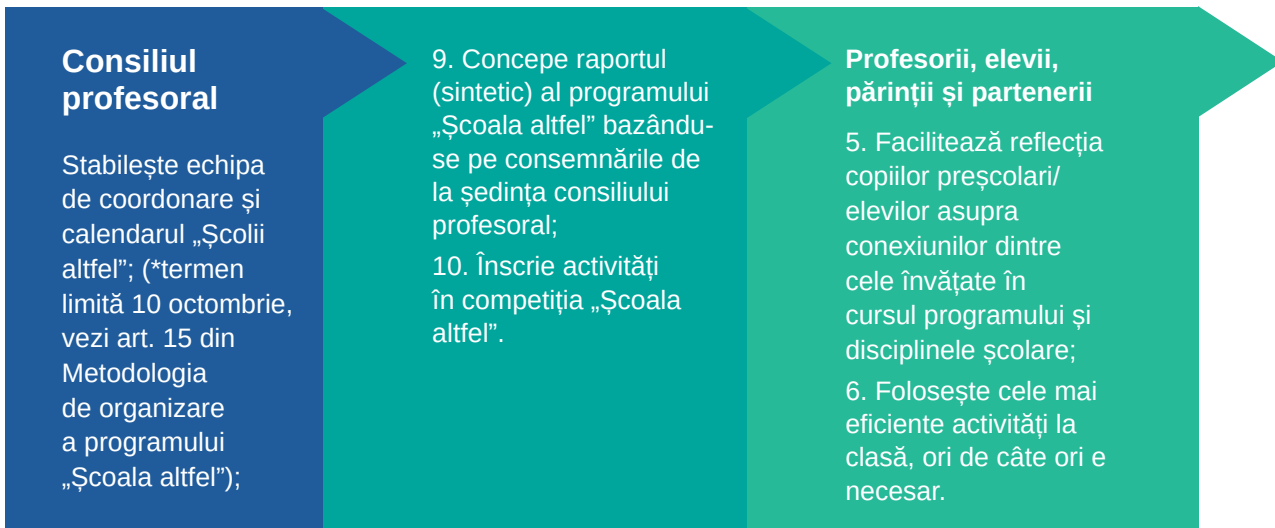 Consiliul
profesoral
Stabilește echipa
de coordonare și
calendarul „Școlii
altfel”; (*termen
limită 10 octombrie,
vezi art. 15 din
Metodologia
de organizare
a programului
„Școala altfel”);
9. Concepe raportul
(sintetic) al programului
„Școala altfel” bazându-
se pe consemnările de
la ședința consiliului
profesoral;
10. Înscrie activități
în competiția „Școala
altfel”.
Profesorii, elevii,
părinții și partenerii
5. Facilitează reflecția
copiilor preșcolari/
elevilor asupra
conexiunilor dintre
cele învățate în
cursul programului și
disciplinele școlare;
6. Folosește cele mai
eficiente activități la
clasă, ori de câte ori e
necesar.